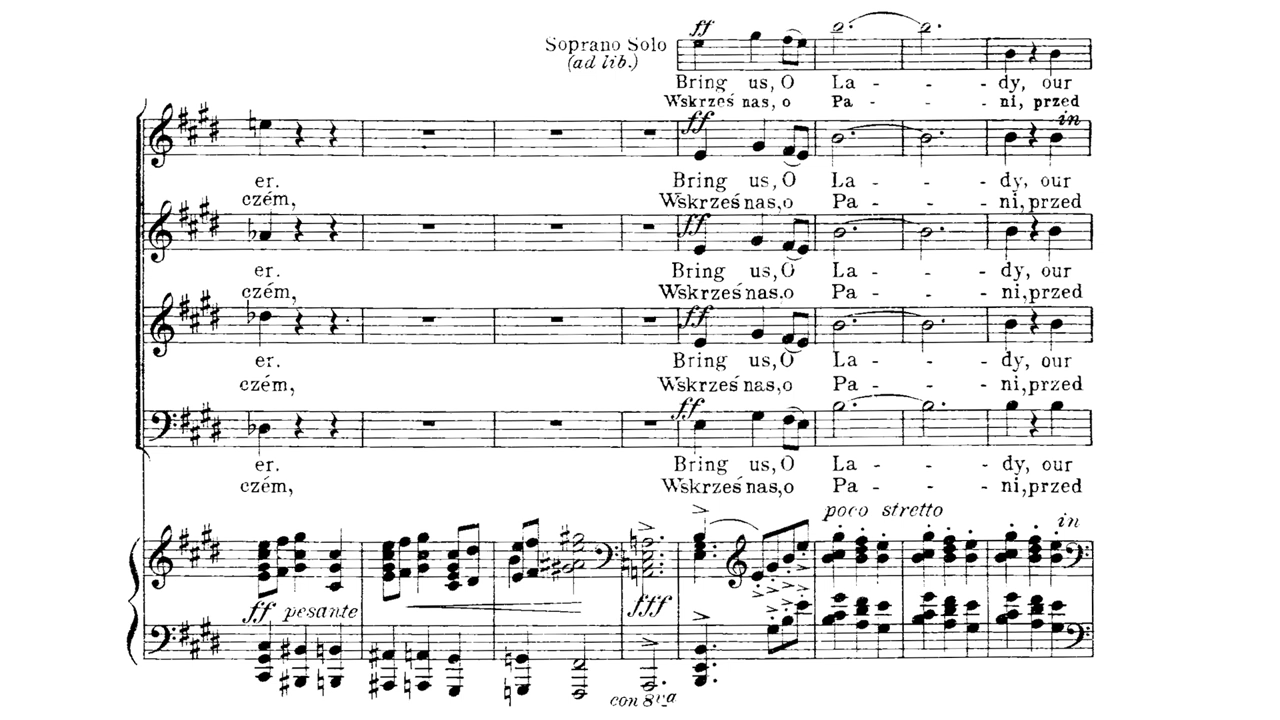 ff
Soprano Solo
(ad lib.)
Bring us, O La - - - dy, our
Wskrześ nas, o Pa - - - ni, przed
ff in
er. Bring us, O La - - - dy, our
czém, Wskrześ nas, o Pa - - - ni, przed
ff
er. Bring us, O La - - - dy, our
czém, Wskrześ nas. o Pa - - - ni, przed
ff
er. Bring us, O La - - - dy, our
czém, Wskrześ nas, o Pa - - - ni, przed
ff
er. Bring us, O La - - - dy, our
czém, Wskrześ nas, o Pa - - - ni, przed
poco stretto
in
ff pesante fff
con 8va